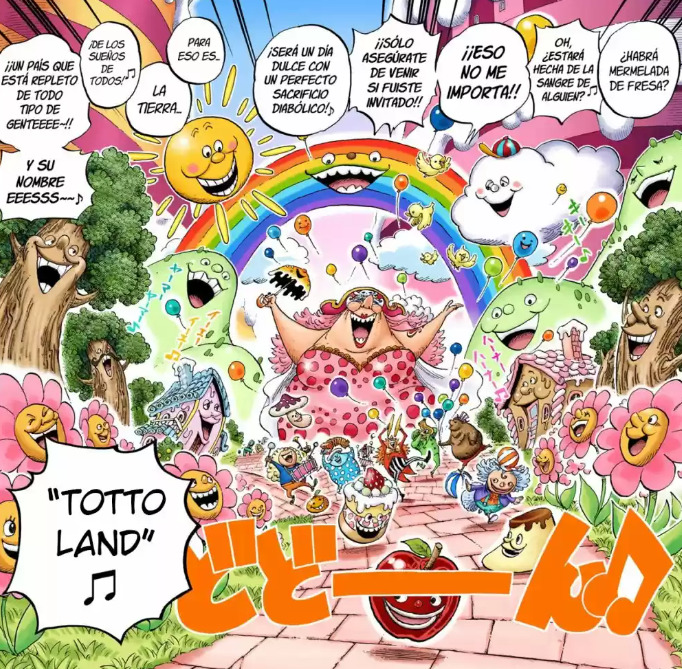 ¿HABRÁ
MERMELADA
DE FRESA?
OH,
¿ESTARÁ
HECHA DE LA
SANGRE DE
ALGUIEN?♫
¡¡ESO
NO ME
IMPORTA!!
¡¡SÓLO
ASEGÚRATE
DE VENIR
SI FUISTE
INVITADO!!
¡SERÁ UN DÍA
DULCE CON
UN PERFECTO
SACRIFICIO
DIABÓLICO!♪
PARA
ESO ES...
LA
TIERRA...
¡DE LOS
SUEÑOS
DE
TODOS!♫
¡¡UN PAÍS QUE
ESTÁ REPLETO
DE TODO
TIPO DE
GENTEEEE~!!
Y SU
NOMBRE
EEESSS~~♪
"TOTTO
LAND"
♫
どどーん♫